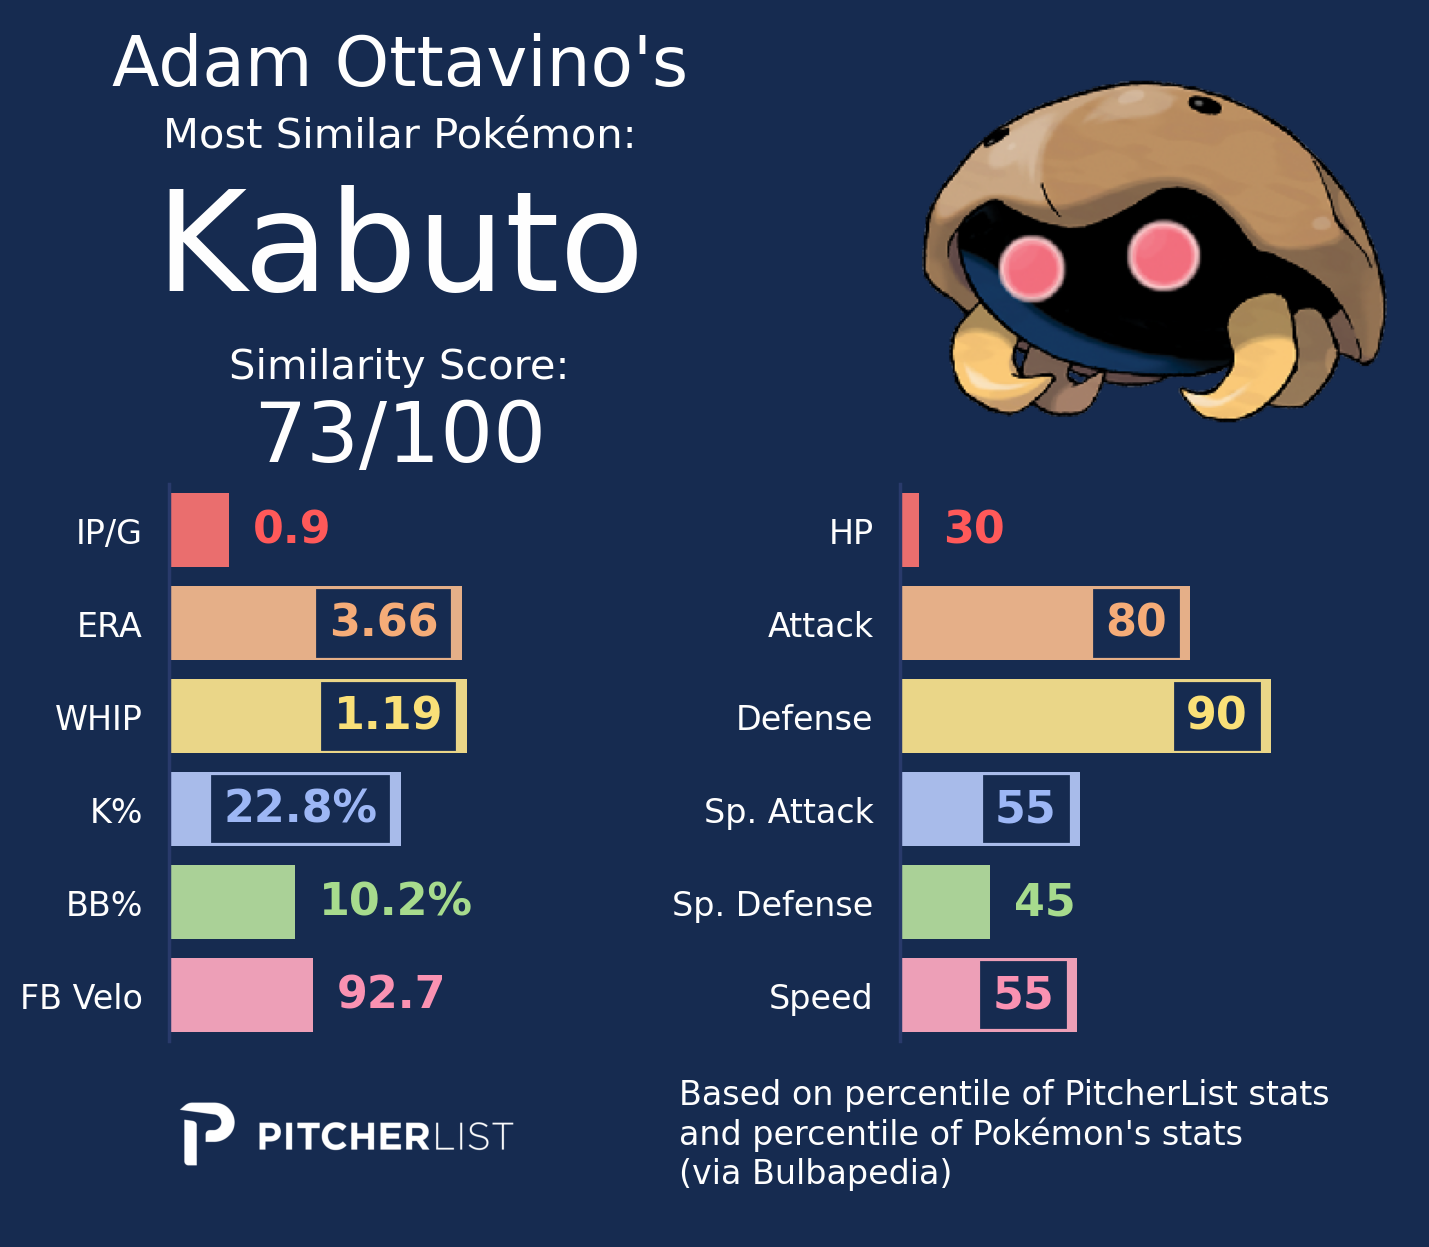 Adam Ottavino's
Most Similar Pokémon:
Kabuto
Similarity Score:
73/100
IP/G 0.9
ERA 3.66
WHIP 1.19
K% 22.8%
BB% 10.2%
FB Velo 92.7
HP 30
Attack 80
Defense 90
Sp. Attack 55
Sp. Defense 45
Speed 55
PITCHERLIST
Based on percentile of PitcherList stats
and percentile of Pokémon's stats
(via Bulbapedia)